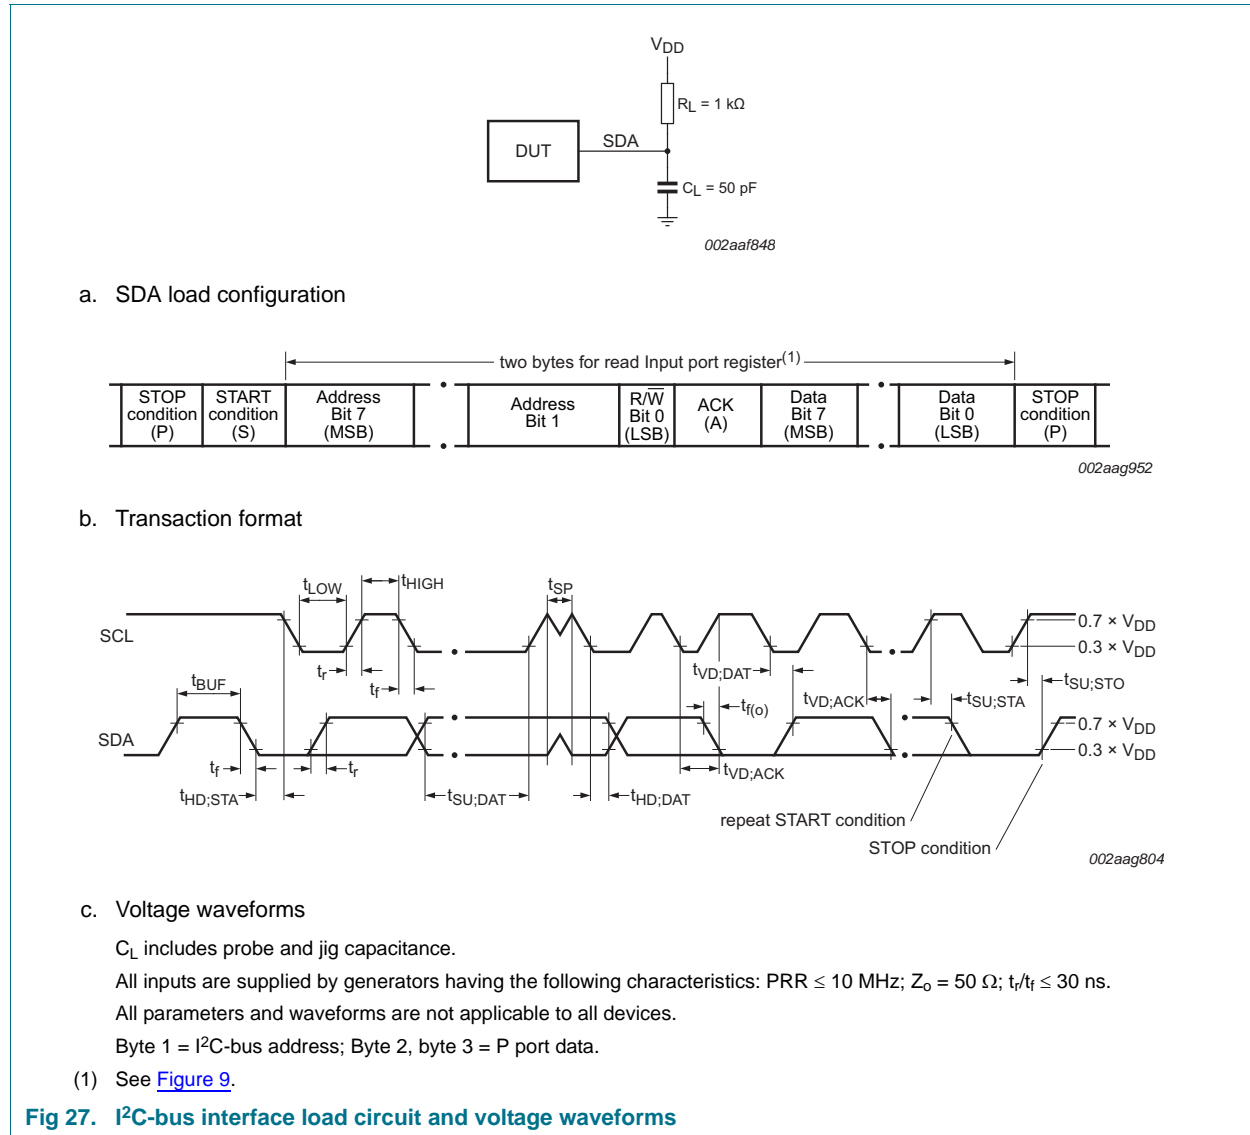 VDD
RL = 1 kΩ
DUT
SDA
CL = 50 pF
002aaf848
a. SDA load configuration
two bytes for read Input port register(1)
STOP condition (P)
START condition (S)
Address Bit 7 (MSB)
Address Bit 1
R/W̅ Bit 0 (LSB)
ACK (A)
Data Bit 7 (MSB)
Data Bit 0 (LSB)
STOP condition (P)
002aag952
b. Transaction format
tLOW
tHIGH
tSP
SCL
0.7 × VDD
0.3 × VDD
tr
tf
tVD;DAT
tBUF
tVD;ACK
tSU;STA
tSU;STO
tf(o)
SDA
0.7 × VDD
0.3 × VDD
tf
tr
tVD;ACK
tHD;STA
tSU;DAT
tHD;DAT
repeat START condition
STOP condition
002aag804
c. Voltage waveforms
CL includes probe and jig capacitance.
All inputs are supplied by generators having the following characteristics: PRR ≤ 10 MHz; Zo = 50 Ω; tr/tf ≤ 30 ns.
All parameters and waveforms are not applicable to all devices.
Byte 1 = I²C-bus address; Byte 2, byte 3 = P port data.
(1) See Figure 9.
Fig 27. I²C-bus interface load circuit and voltage waveforms